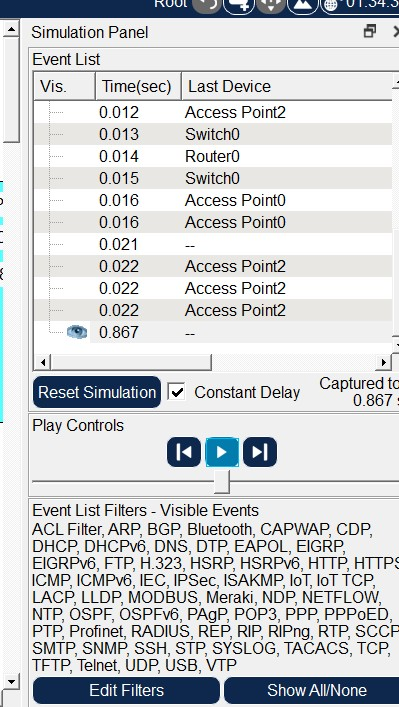 Root 01:34:3
Simulation Panel
Event List
Vis. Time(sec) Last Device
0.012 Access Point2
0.013 Switch0
0.014 Router0
0.015 Switch0
0.016 Access Point0
0.016 Access Point0
0.021 --
0.022 Access Point2
0.022 Access Point2
0.022 Access Point2
0.867 --
Reset Simulation Constant Delay Captured to
0.867 s
Play Controls
Event List Filters - Visible Events
ACL Filter, ARP, BGP, Bluetooth, CAPWAP, CDP,
DHCP, DHCPv6, DNS, DTP, EAPOL, EIGRP,
EIGRPv6, FTP, H.323, HSRP, HSRPv6, HTTP, HTTPS
ICMP, ICMPv6, IEC, IPSec, ISAKMP, IoT, IoT TCP,
LACP, LLDP, MODBUS, Meraki, NDP, NETFLOW,
NTP, OSPF, OSPFv6, PAgP, POP3, PPP, PPPoED,
PTP, Profinet, RADIUS, REP, RIP, RIPng, RTP, SCCP
SMTP, SNMP, SSH, STP, SYSLOG, TACACS, TCP,
TFTP, Telnet, UDP, USB, VTP
Edit Filters Show All/None